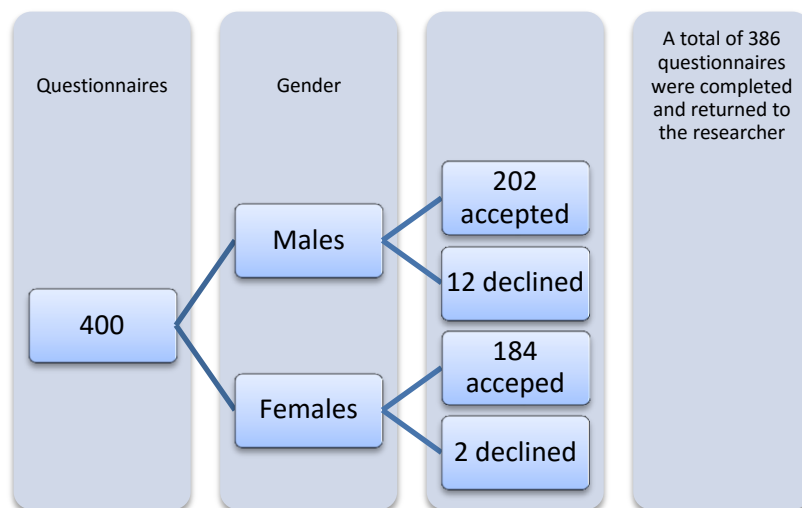 Questionnaires
Gender
A total of 386
questionnaires
were completed
and returned to
the researcher
400
Males
Females
202
accepted
12 declined
184
acceped
2 declined